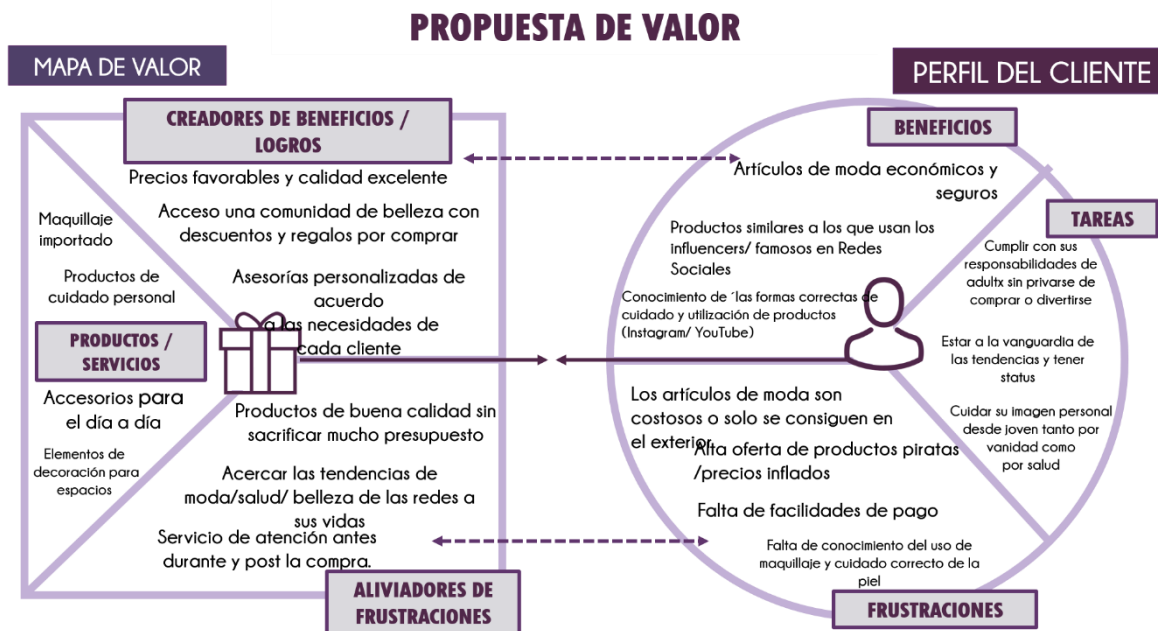 PROPUESTA DE VALOR
MAPA DE VALOR
CREADORES DE BENEFICIOS /
LOGROS
Precios favorables y calidad excelente
Acceso una comunidad de belleza con
descuentos y regalos por comprar
Asesorías personalizadas de
acuerdo
a las necesidades de
cada cliente
Maquillaje
importado
Productos de
cuidado personal
PRODUCTOS /
SERVICIOS
Accesorios para
el día a día
Elementos de
decoración para
espacios
Productos de buena calidad sin
sacrificar mucho presupuesto
Acercar las tendencias de
moda/salud/ belleza de las redes a
sus vidas
Servicio de atención antes
durante y post la compra.
ALIVIADORES DE
FRUSTRACIONES
PERFIL DEL CLIENTE
BENEFICIOS
Artículos de moda económicos y
seguros
Productos similares a los que usan los
influencers/ famosos en Redes
Sociales
Conocimiento de ´las formas correctas de
cuidado y utilización de productos
(Instagram/ YouTube)
TAREAS
Cumplir con sus
responsabilidades de
adultx sin privarse de
comprar o divertirse
Estar a la vanguardia de
las tendencias y tener
status
Cuidar su imagen personal
desde joven tanto por
vanidad como
por salud
Los artículos de moda son
costosos o solo se consiguen en
el exterior
Alta oferta de productos piratas
/precios inflados
Falta de facilidades de pago
Falta de conocimiento del uso de
maquillaje y cuidado correcto de la
piel
FRUSTRACIONES